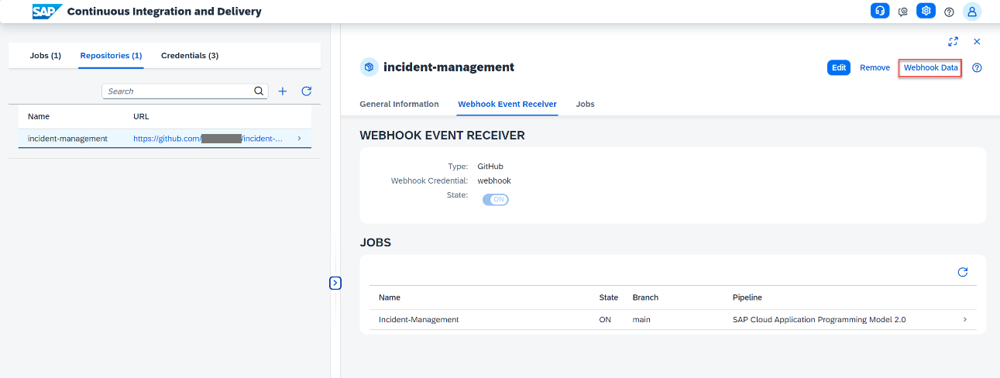 SAP Continuous Integration and Delivery
Jobs (1) Repositories (1) Credentials (3)
Search
Name URL
incident-management https://github.com/ /incident-...
incident-management
Edit Remove Webhook Data
General Information Webhook Event Receiver Jobs
WEBHOOK EVENT RECEIVER
Type: GitHub
Webhook Credential: webhook
State: ON
JOBS
Name State Branch Pipeline
Incident-Management ON main SAP Cloud Application Programming Model 2.0